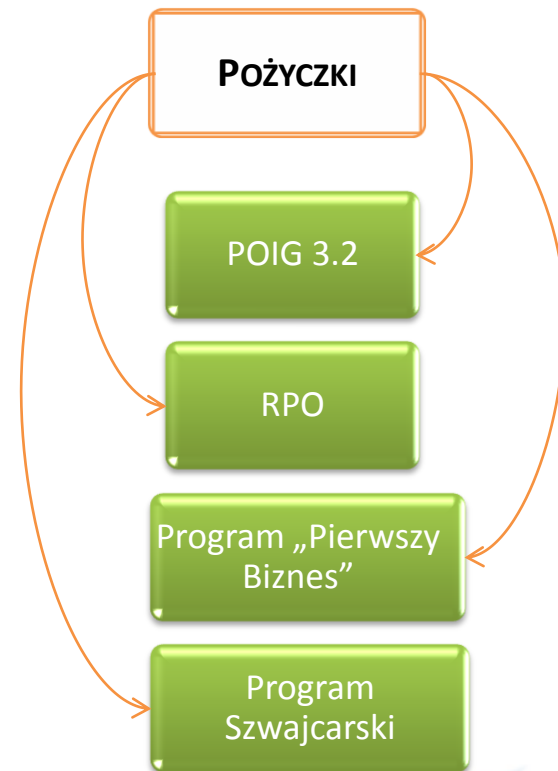 POŻYCZKI
POIG 3.2
RPO
Program „Pierwszy
Biznes”
Program
Szwajcarski